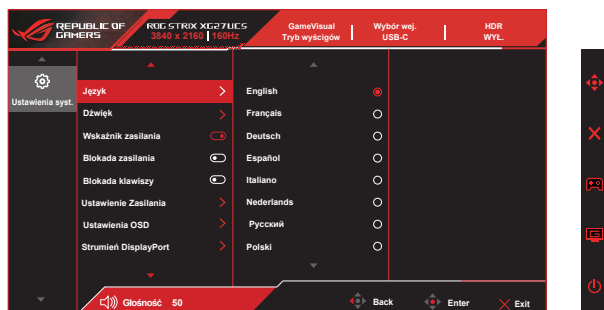 REPUBLIC OF
GAMERS
ROG STRIX XG27UCS
3840 x 2160 | 160Hz
GameVisual
Tryb wyścigów
Wybór wej.
USB-C
HDR
WYŁ.
Ustawienia syst.
Język
Dźwięk
Wskaźnik zasilania
Blokada zasilania
Blokada klawiszy
Ustawienie Zasilania
Ustawienia OSD
Strumień DisplayPort
English
Français
Deutsch
Español
Italiano
Nederlands
Русский
Polski
Głośność 50
Back
Enter
Exit